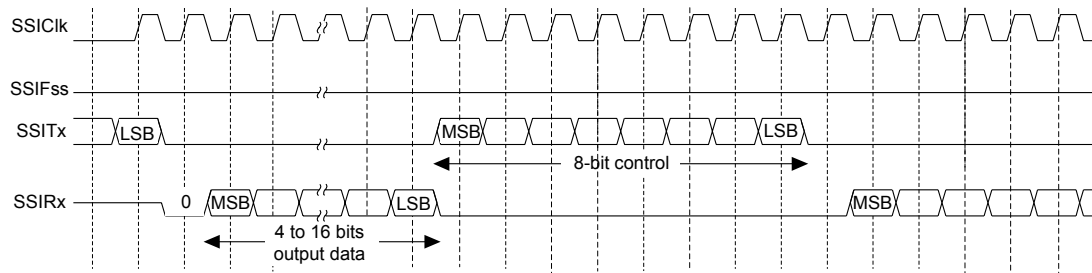 SSIClk
SSIFss
SSITx
LSB
MSB
LSB
8-bit control
SSIRx
0
MSB
LSB
MSB
4 to 16 bits
output data